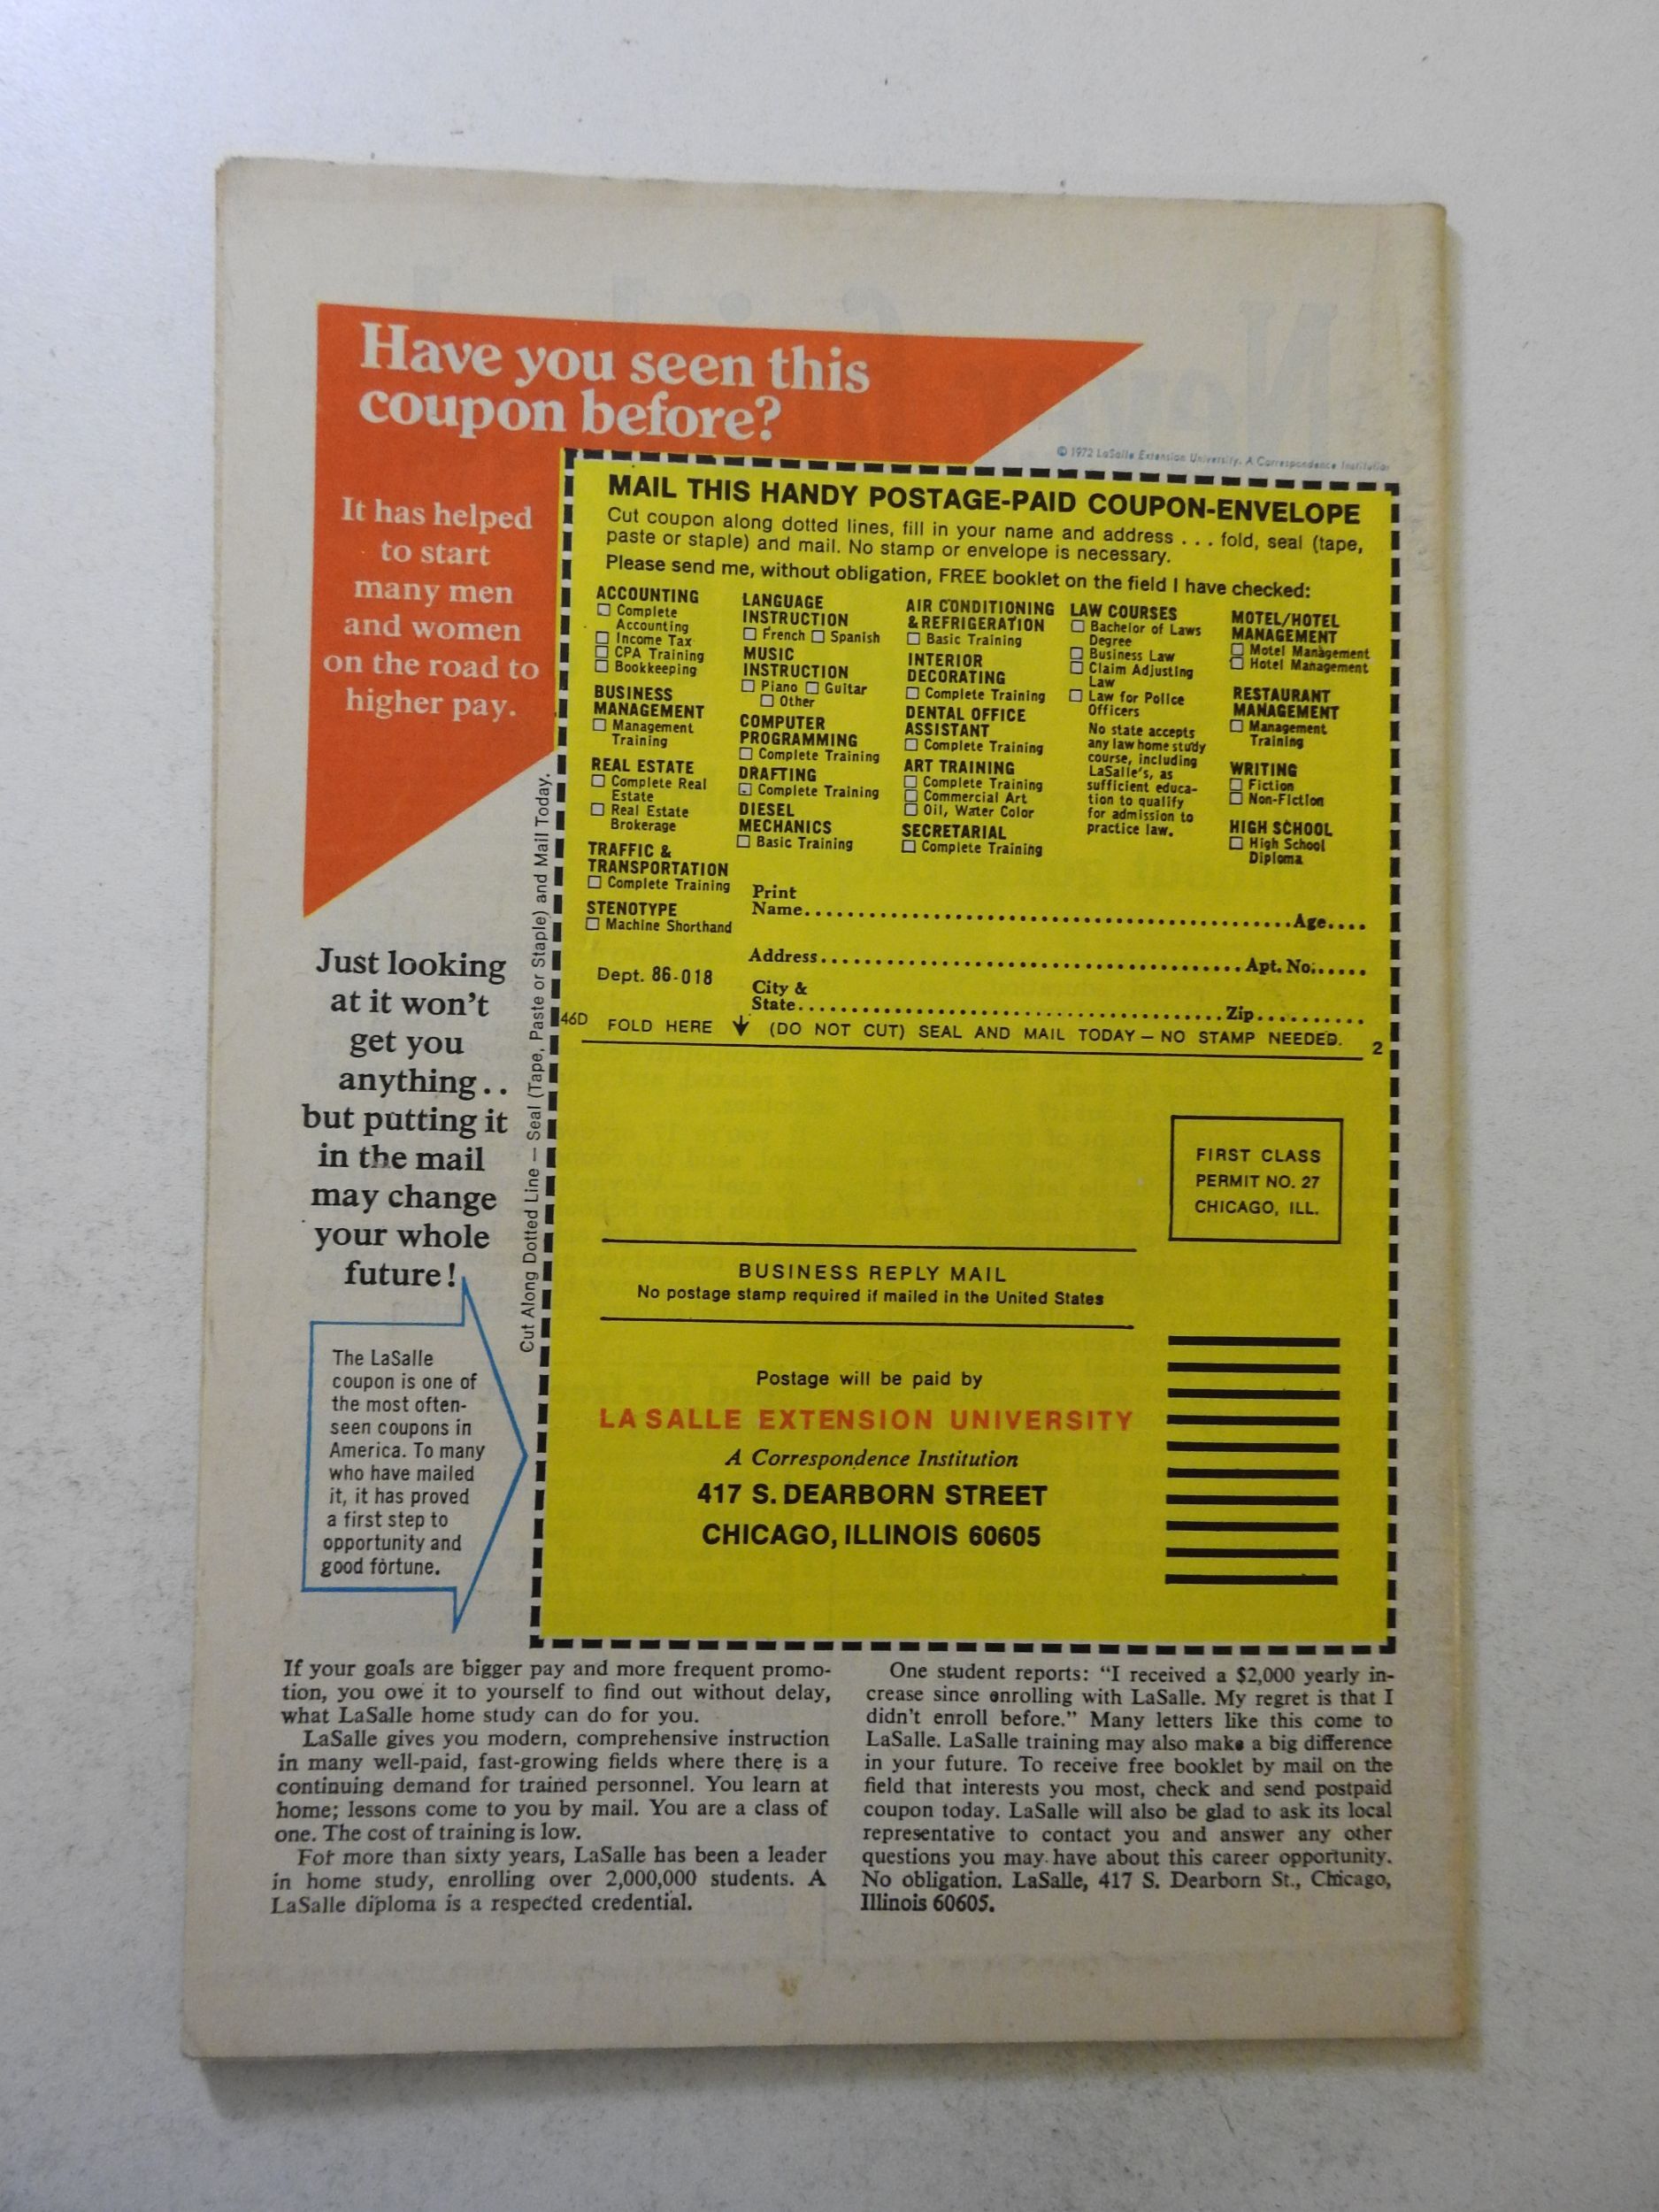 Have you seen this
coupon before?
It has helped
to start
many men
and women
on the road to
higher pay.
© 1972 LaSalle Extension University, A Correspondence Institution
MAIL THIS HANDY POSTAGE-PAID COUPON-ENVELOPE
Cut coupon along dotted lines, fill in your name and address . . . fold, seal (tape,
paste or staple) and mail. No stamp or envelope is necessary.
Please send me, without obligation, FREE booklet on the field I have checked:
ACCOUNTING
Complete
Accounting
Income Tax
CPA Training
Bookkeeping
BUSINESS
MANAGEMENT
Management
Training
REAL ESTATE
Complete Real
Estate
Real Estate
Brokerage
TRAFFIC &
TRANSPORTATION
Complete Training
STENOTYPE
Machine Shorthand
LANGUAGE
INSTRUCTION
French Spanish
MUSIC
INSTRUCTION
Piano Guitar
Other
COMPUTER
PROGRAMMING
Complete Training
DRAFTING
Complete Training
DIESEL
MECHANICS
Basic Training
AIR CONDITIONING
& REFRIGERATION
Basic Training
INTERIOR
DECORATING
Complete Training
DENTAL OFFICE
ASSISTANT
Complete Training
ART TRAINING
Complete Training
Commercial Art
Oil, Water Color
SECRETARIAL
Complete Training
LAW COURSES
Bachelor of Laws
Degree
Business Law
Claim Adjusting
Law
Law for Police
Officers
No state accepts
any law home study
course, including
LaSalle's, as
sufficient educa-
tion to qualify
for admission to
practice law.
MOTEL/HOTEL
MANAGEMENT
Motel Management
Hotel Management
RESTAURANT
MANAGEMENT
Management
Training
WRITING
Fiction
Non-Fiction
HIGH SCHOOL
High School
Diploma
Print
Name Age
Address Apt. No.
Dept. 86-018
City &
State Zip
46D FOLD HERE (DO NOT CUT) SEAL AND MAIL TODAY — NO STAMP NEEDED. 2
Cut Along Dotted Line — Seal (Tape, Paste or Staple) and Mail Today.
Just looking
at it won't
get you
anything..
but putting it
in the mail
may change
your whole
future!
FIRST CLASS
PERMIT NO. 27
CHICAGO, ILL.
BUSINESS REPLY MAIL
No postage stamp required if mailed in the United States
Postage will be paid by
LA SALLE EXTENSION UNIVERSITY
A Correspondence Institution
417 S. DEARBORN STREET
CHICAGO, ILLINOIS 60605
The LaSalle
coupon is one of
the most often-
seen coupons in
America. To many
who have mailed
it, it has proved
a first step to
opportunity and
good fortune.
If your goals are bigger pay and more frequent promo-
tion, you owe it to yourself to find out without delay,
what LaSalle home study can do for you.
LaSalle gives you modern, comprehensive instruction
in many well-paid, fast-growing fields where there is a
continuing demand for trained personnel. You learn at
home; lessons come to you by mail. You are a class of
one. The cost of training is low.
For more than sixty years, LaSalle has been a leader
in home study, enrolling over 2,000,000 students. A
LaSalle diploma is a respected credential.
One student reports: "I received a $2,000 yearly in-
crease since enrolling with LaSalle. My regret is that I
didn't enroll before." Many letters like this come to
LaSalle. LaSalle training may also make a big difference
in your future. To receive free booklet by mail on the
field that interests you most, check and send postpaid
coupon today. LaSalle will also be glad to ask its local
representative to contact you and answer any other
questions you may have about this career opportunity.
No obligation. LaSalle, 417 S. Dearborn St., Chicago,
Illinois 60605.